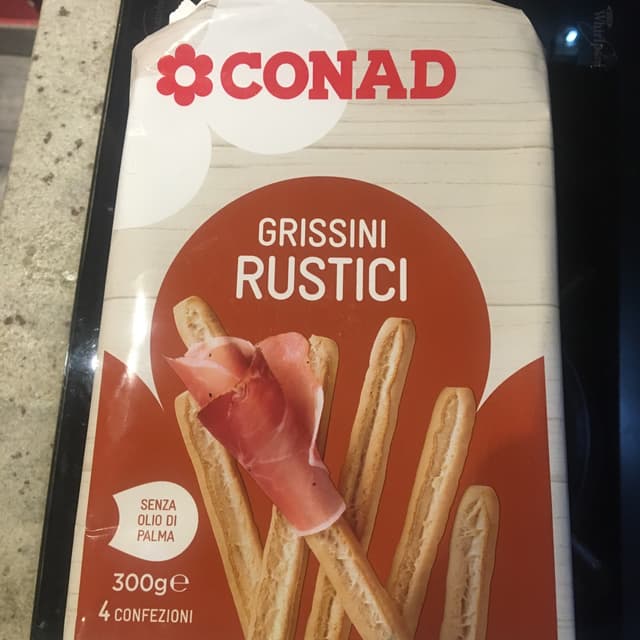 CONAD
GRISSINI
RUSTICI
SENZA
OLIO DI
PALMA
300g℮
4 CONFEZIONI